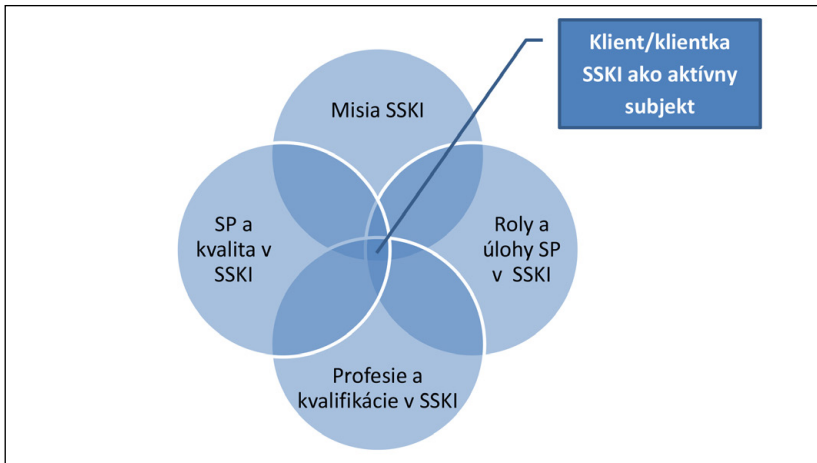 Klient/klientka
SSKI ako aktívny
subjekt
Misia SSKI
SP a
kvalita v
SSKI
Roly a
úlohy SP
v SSKI
Profesie a
kvalifikácie v SSKI